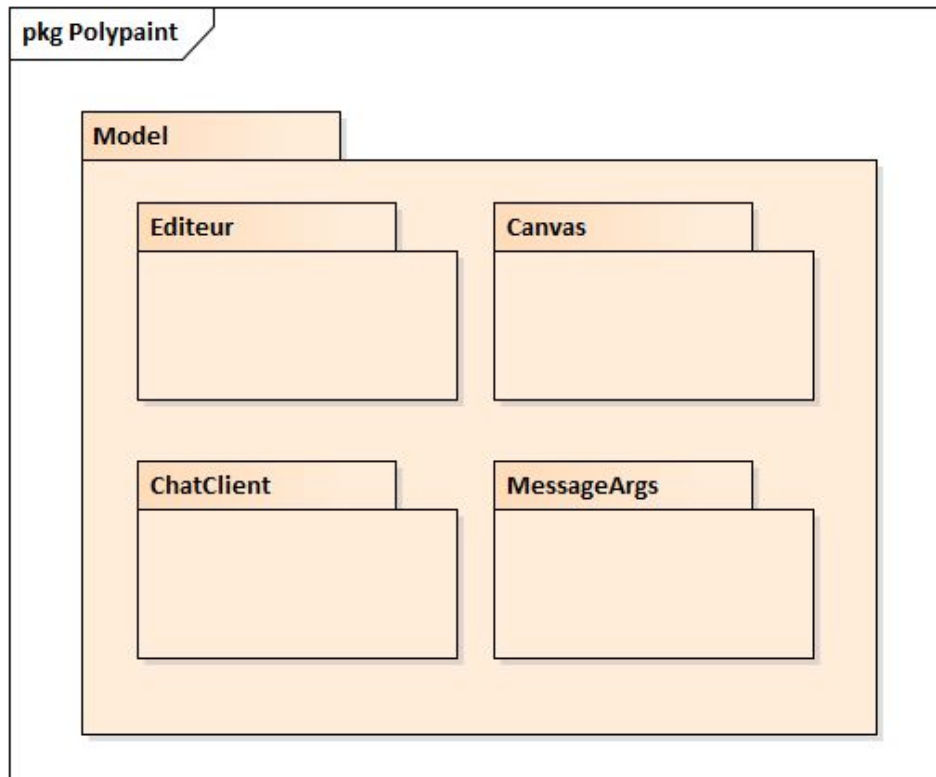 pkg Polypaint
Model
Editeur
Canvas
ChatClient
MessageArgs